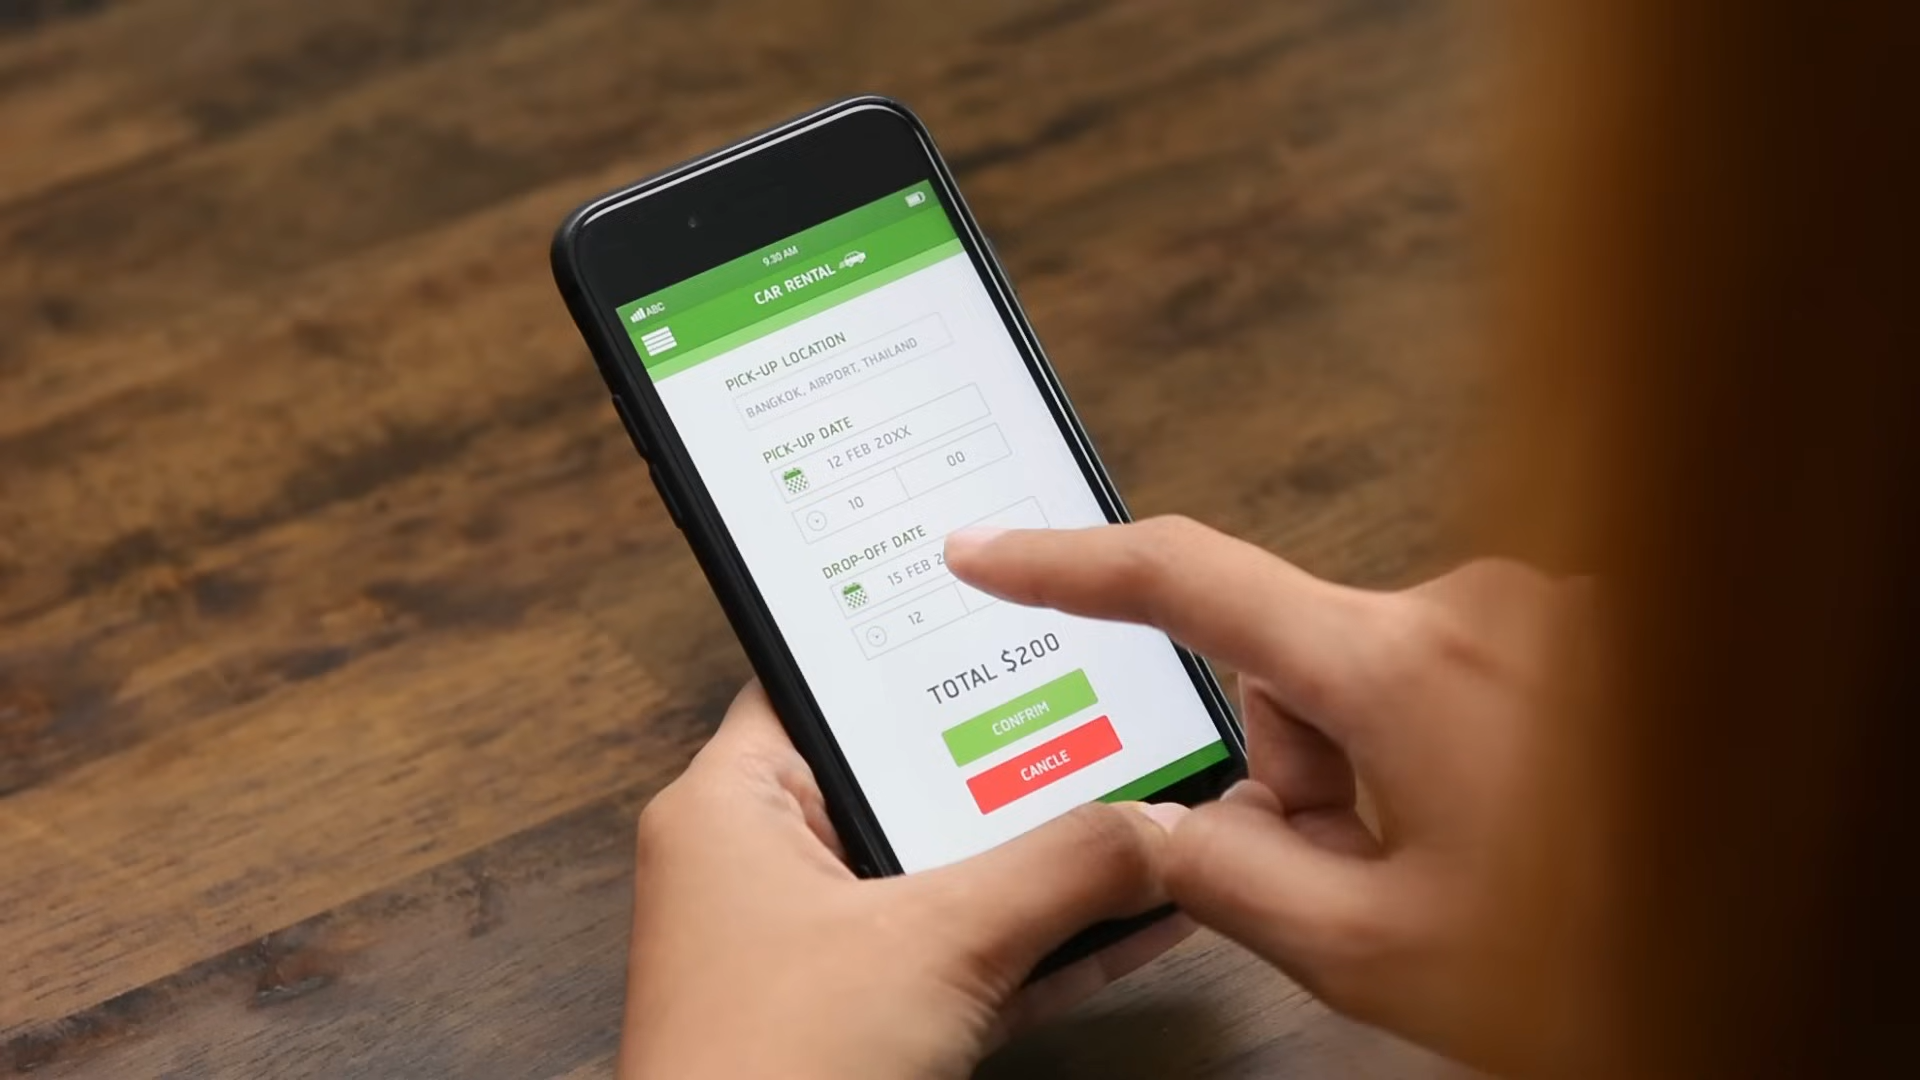 9.30 AM
ABC
CAR RENTAL
PICK-UP LOCATION
BANGKOK, AIRPORT, THAILAND
PICK-UP DATE
12 FEB 20XX
10 00
DROP-OFF DATE
15 FEB
12
TOTAL $200
CONFRIM
CANCLE